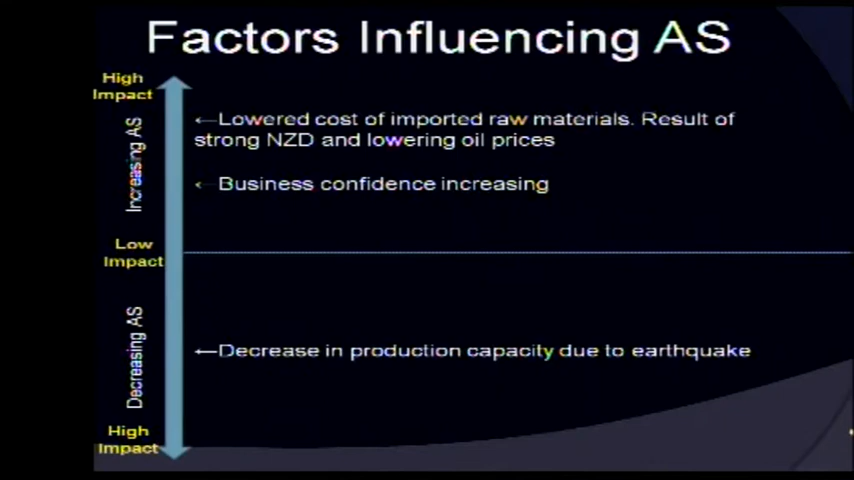 Factors Influencing AS
High
Impact
Increasing AS
←Lowered cost of imported raw materials. Result of
strong NZD and lowering oil prices
←Business confidence increasing
Low
Impact
Decreasing AS
←Decrease in production capacity due to earthquake
High
Impact